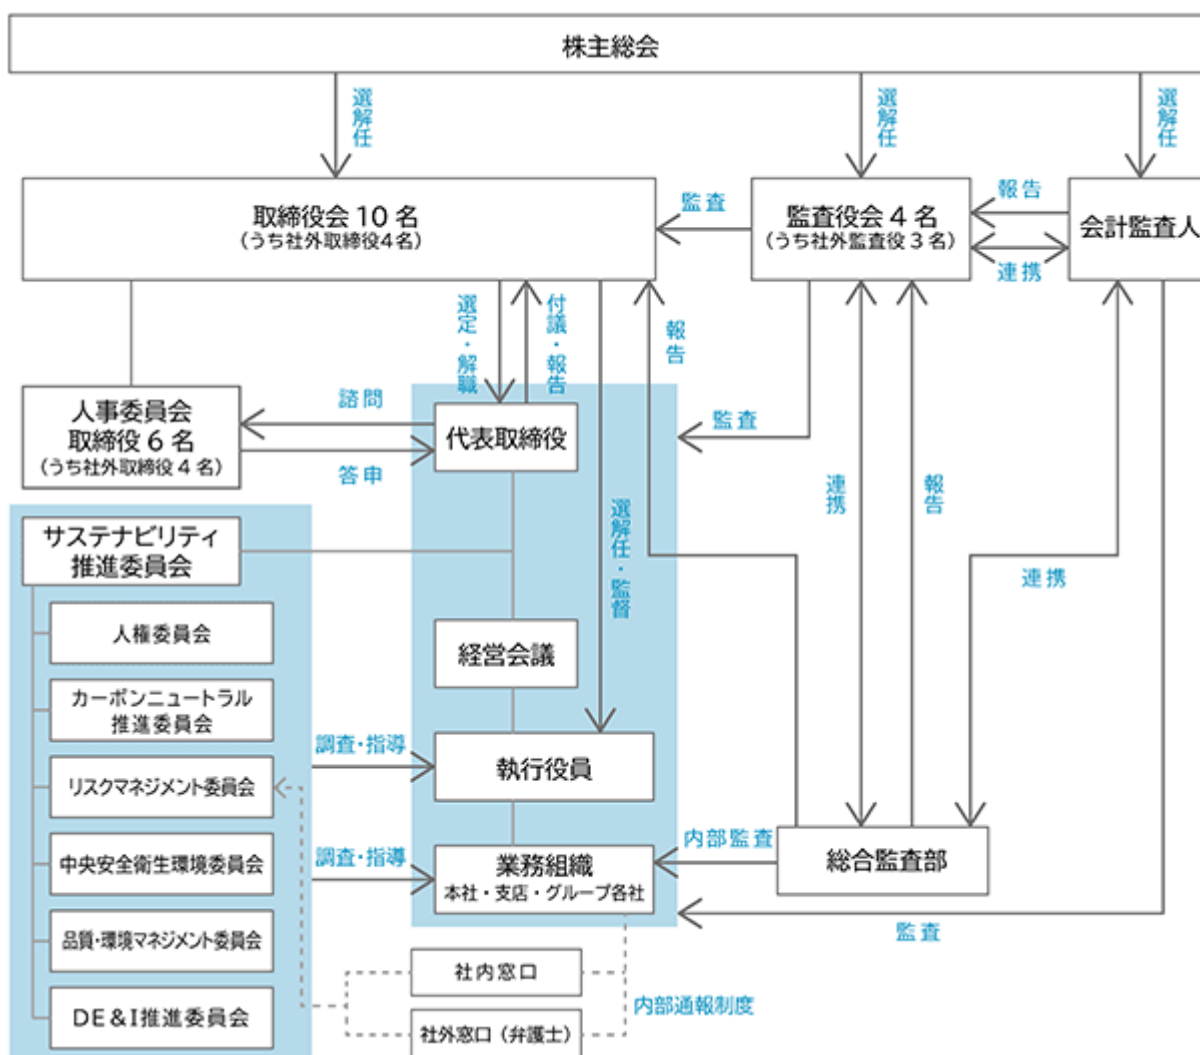 株主総会
選解任
選解任
選解任
取締役会 10 名
(うち社外取締役4名)
監査
監査役会 4 名
(うち社外監査役 3 名)
報告
連携
会計監査人
選定・解職
付議・報告
報告
人事委員会
取締役 6 名
(うち社外取締役 4 名)
諮問
答申
代表取締役
監査
選解任・監督
連携
報告
連携
サステナビリティ
推進委員会
人権委員会
カーボンニュートラル
推進委員会
リスクマネジメント委員会
中央安全衛生環境委員会
品質・環境マネジメント委員会
DE&I推進委員会
経営会議
調査・指導
執行役員
調査・指導
業務組織
本社・支店・グループ各社
内部監査
総合監査部
監査
社内窓口
社外窓口（弁護士）
内部通報制度